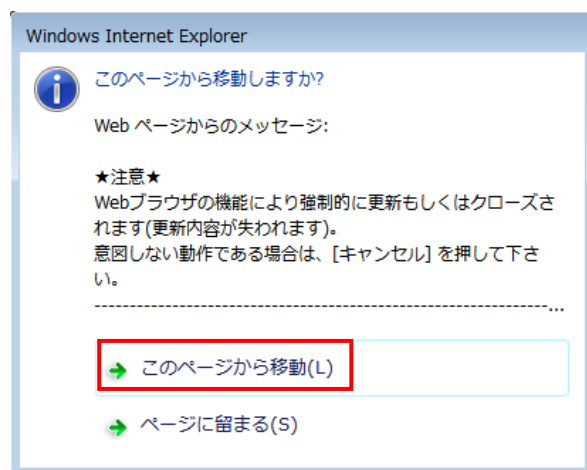 Windows Internet Explorer
このページから移動しますか?
Web ページからのメッセージ:
★注意★
Webブラウザの機能により強制的に更新もしくはクローズさ
れます(更新内容が失われます)。
意図しない動作である場合は、[キャンセル] を押して下さ
い。
----------------------------------------------------------------...
このページから移動(L)
ページに留まる(S)